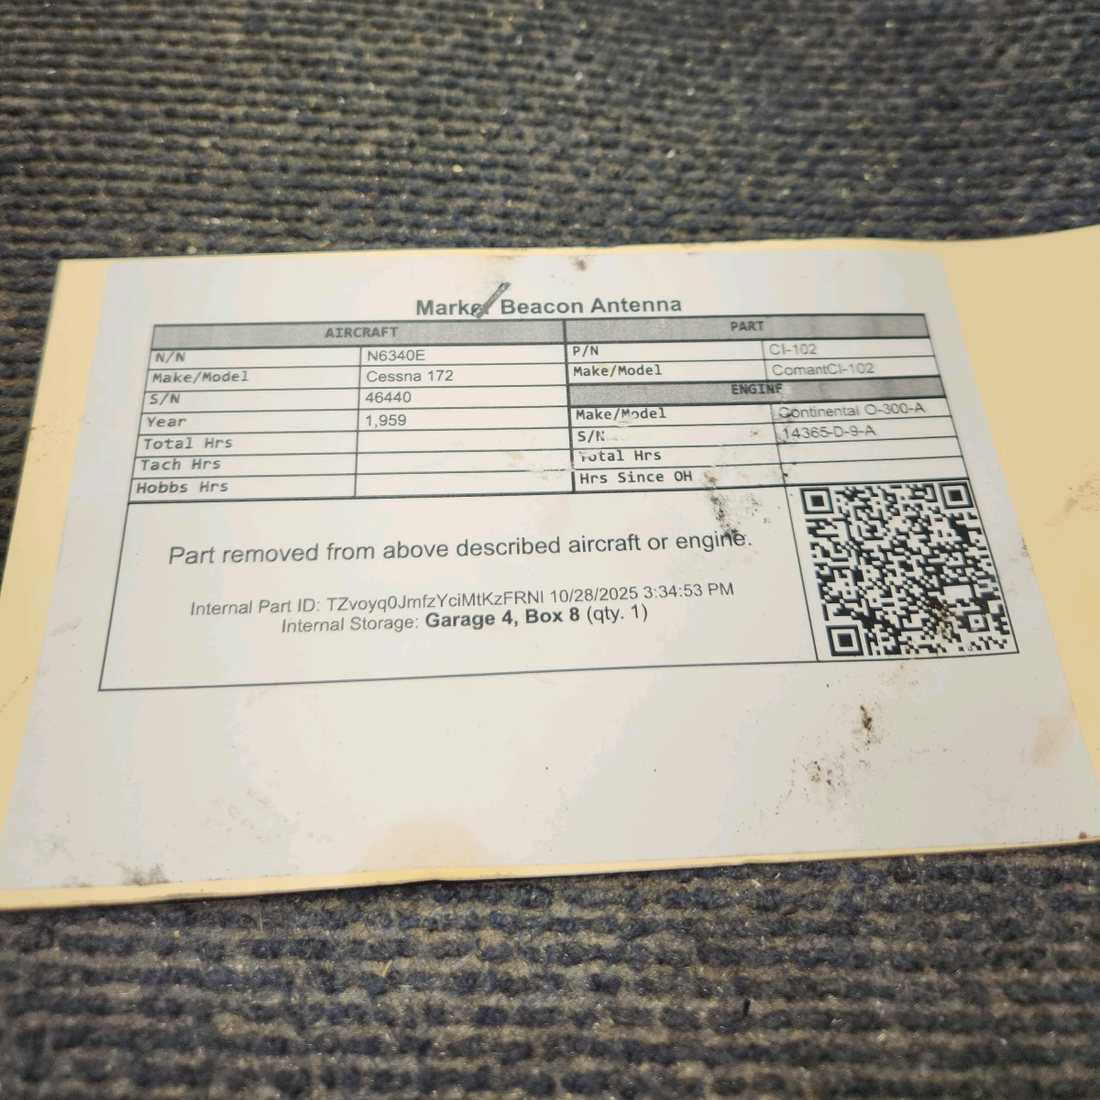 Marker Beacon Antenna
AIRCRAFT PART
N/N N6340E P/N CI-102
Make/Model Cessna 172 Make/Model ComantCI-102
S/N 46440 ENGINE
Year 1,959 Make/Model Continental O-300-A
Total Hrs S/N 14365-D-9-A
Tach Hrs Total Hrs
Hobbs Hrs Hrs Since OH
Part removed from above described aircraft or engine.
Internal Part ID: TZvoyq0JmfzYciMtKzFRNI 10/28/2025 3:34:53 PM
Internal Storage: Garage 4, Box 8 (qty. 1)